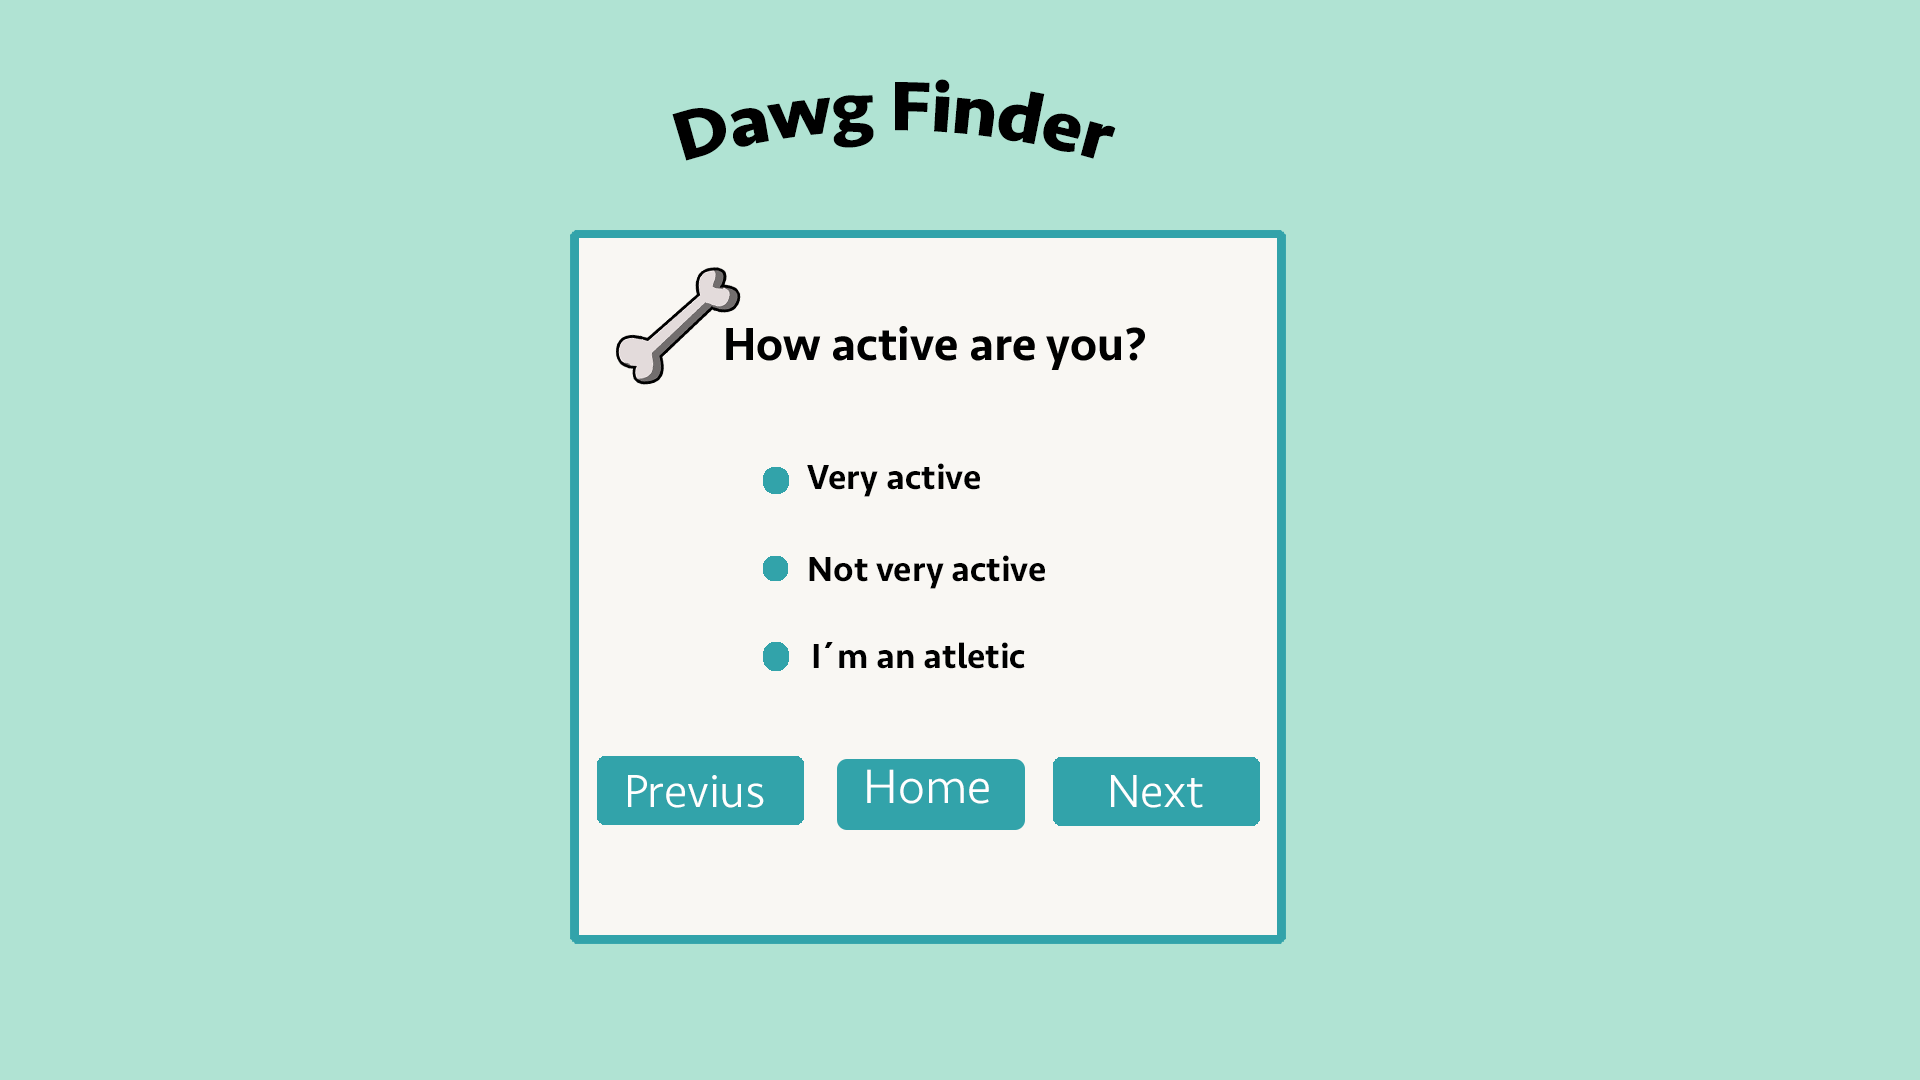 Dawg Finder
How active are you?
Very active
Not very active
I´m an atletic
Previus
Home
Next